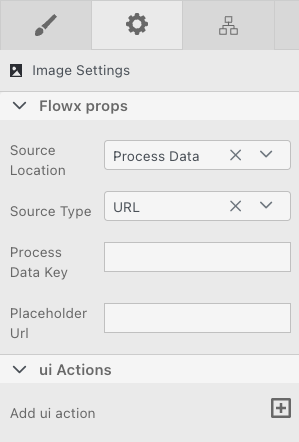 Image Settings
Flowx props
Source
Location
Process Data
Source Type
URL
Process
Data Key
Placeholder
Url
ui Actions
Add ui action